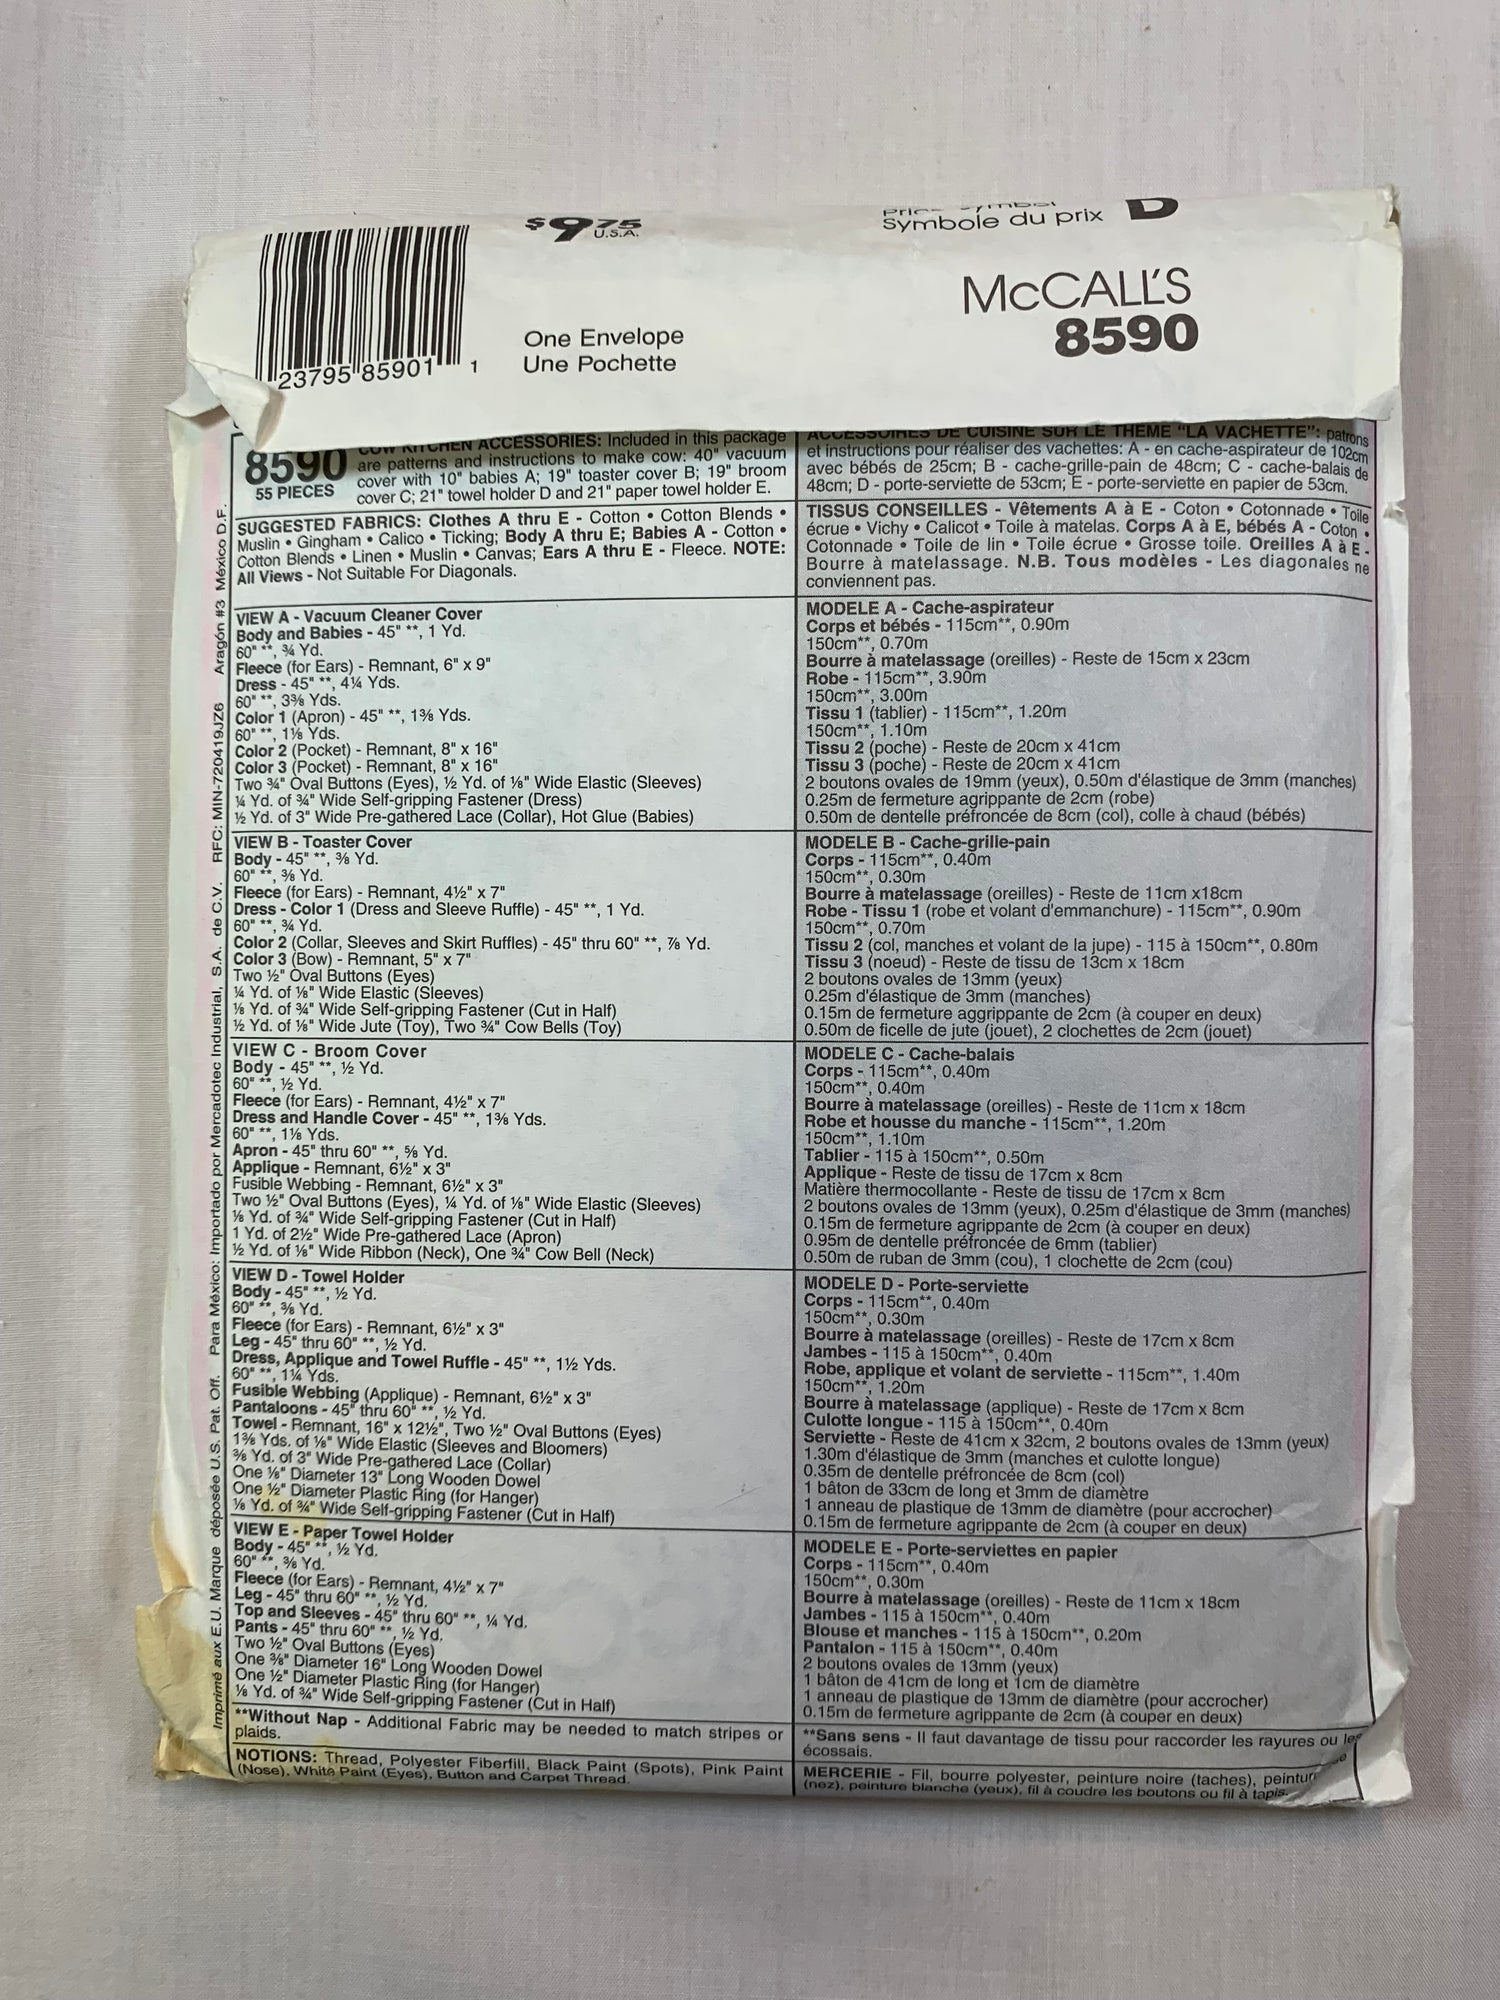 $9.75
U.S.A.
Symbole du prix D
McCALL'S
8590
One Envelope
Une Pochette
23795 85901 1
8590
55 PIECES
COW KITCHEN ACCESSORIES: Included in this package
are patterns and instructions to make cow: 40" vacuum
cover with 10" babies A; 19" toaster cover B; 19" broom
cover C; 21" towel holder D and 21" paper towel holder E.
SUGGESTED FABRICS: Clothes A thru E - Cotton • Cotton Blends •
Muslin • Gingham • Calico • Ticking; Body A thru E; Babies A - Cotton •
Cotton Blends • Linen • Muslin • Canvas; Ears A thru E - Fleece. NOTE:
All Views - Not Suitable For Diagonals.
VIEW A - Vacuum Cleaner Cover
Body and Babies - 45" **, 1 Yd.
60" **, ¾ Yd.
Fleece (for Ears) - Remnant, 6" x 9"
Dress - 45" **, 4¼ Yds.
60" **, 3⅜ Yds.
Color 1 (Apron) - 45" **, 1⅜ Yds.
60" **, 1⅛ Yds.
Color 2 (Pocket) - Remnant, 8" x 16"
Color 3 (Pocket) - Remnant, 8" x 16"
Two ¾" Oval Buttons (Eyes), ½ Yd. of ⅛" Wide Elastic (Sleeves)
¼ Yd. of ¾" Wide Self-gripping Fastener (Dress)
½ Yd. of 3" Wide Pre-gathered Lace (Collar), Hot Glue (Babies)
VIEW B - Toaster Cover
Body - 45" **, ⅜ Yd.
60" **, ⅜ Yd.
Fleece (for Ears) - Remnant, 4½" x 7"
Dress - Color 1 (Dress and Sleeve Ruffle) - 45" **, 1 Yd.
60" **, ¾ Yd.
Color 2 (Collar, Sleeves and Skirt Ruffles) - 45" thru 60" **, ⅞ Yd.
Color 3 (Bow) - Remnant, 5" x 7"
Two ½" Oval Buttons (Eyes)
¼ Yd. of ⅛" Wide Elastic (Sleeves)
⅛ Yd. of ¾" Wide Self-gripping Fastener (Cut in Half)
½ Yd. of ⅛" Wide Jute (Toy), Two ¾" Cow Bells (Toy)
VIEW C - Broom Cover
Body - 45" **, ½ Yd.
60" **, ½ Yd.
Fleece (for Ears) - Remnant, 4½" x 7"
Dress and Handle Cover - 45" **, 1⅜ Yds.
60" **, 1⅛ Yds.
Apron - 45" thru 60" **, ⅝ Yd.
Applique - Remnant, 6½" x 3"
Fusible Webbing - Remnant, 6½" x 3"
Two ½" Oval Buttons (Eyes), ¼ Yd. of ⅛" Wide Elastic (Sleeves)
⅛ Yd. of ¾" Wide Self-gripping Fastener (Cut in Half)
1 Yd. of 2½" Wide Pre-gathered Lace (Apron)
½ Yd. of ⅛" Wide Ribbon (Neck), One ¾" Cow Bell (Neck)
VIEW D - Towel Holder
Body - 45" **, ½ Yd.
60" **, ⅜ Yd.
Fleece (for Ears) - Remnant, 6½" x 3"
Leg - 45" thru 60" **, ½ Yd.
Dress, Applique and Towel Ruffle - 45" **, 1½ Yds.
60" **, 1¼ Yds.
Fusible Webbing (Applique) - Remnant, 6½" x 3"
Pantaloons - 45" thru 60" **, ½ Yd.
Towel - Remnant, 16" x 12½", Two ½" Oval Buttons (Eyes)
1⅜ Yds. of ⅛" Wide Elastic (Sleeves and Bloomers)
⅜ Yd. of 3" Wide Pre-gathered Lace (Collar)
One ⅛" Diameter 13" Long Wooden Dowel
One ½" Diameter Plastic Ring (for Hanger)
⅛ Yd. of ¾" Wide Self-gripping Fastener (Cut in Half)
VIEW E - Paper Towel Holder
Body - 45" **, ½ Yd.
60" **, ⅜ Yd.
Fleece (for Ears) - Remnant, 4½" x 7"
Leg - 45" thru 60" **, ½ Yd.
Top and Sleeves - 45" thru 60" **, ¼ Yd.
Pants - 45" thru 60" **, ½ Yd.
Two ½" Oval Buttons (Eyes)
One ⅜" Diameter 16" Long Wooden Dowel
One ½" Diameter Plastic Ring (for Hanger)
⅛ Yd. of ¾" Wide Self-gripping Fastener (Cut in Half)
**Without Nap - Additional Fabric may be needed to match stripes or
plaids.
NOTIONS: Thread, Polyester Fiberfill, Black Paint (Spots), Pink Paint
(Nose), White Paint (Eyes), Button and Carpet Thread.
ACCESSOIRES DE CUISINE SUR LE THEME "LA VACHETTE": patrons
et instructions pour réaliser des vachettes: A - en cache-aspirateur de 102cm
avec bébés de 25cm; B - cache-grille-pain de 48cm; C - cache-balais de
48cm; D - porte-serviette de 53cm; E - porte-serviette en papier de 53cm.
TISSUS CONSEILLES - Vêtements A à E - Coton • Cotonnade • Toile
écrue • Vichy • Calicot • Toile à matelas. Corps A à E, bébés A - Coton •
Cotonnade • Toile de lin • Toile écrue • Grosse toile. Oreilles A à E -
Bourre à matelassage. N.B. Tous modèles - Les diagonales ne
conviennent pas.
MODELE A - Cache-aspirateur
Corps et bébés - 115cm**, 0.90m
150cm**, 0.70m
Bourre à matelassage (oreilles) - Reste de 15cm x 23cm
Robe - 115cm**, 3.90m
150cm**, 3.00m
Tissu 1 (tablier) - 115cm**, 1.20m
150cm**, 1.10m
Tissu 2 (poche) - Reste de 20cm x 41cm
Tissu 3 (poche) - Reste de 20cm x 41cm
2 boutons ovales de 19mm (yeux), 0.50m d'élastique de 3mm (manches)
0.25m de fermeture agrippante de 2cm (robe)
0.50m de dentelle préfroncée de 8cm (col), colle à chaud (bébés)
MODELE B - Cache-grille-pain
Corps - 115cm**, 0.40m
150cm**, 0.30m
Bourre à matelassage (oreilles) - Reste de 11cm x18cm
Robe - Tissu 1 (robe et volant d'emmanchure) - 115cm**, 0.90m
150cm**, 0.70m
Tissu 2 (col, manches et volant de la jupe) - 115 à 150cm**, 0.80m
Tissu 3 (noeud) - Reste de tissu de 13cm x 18cm
2 boutons ovales de 13mm (yeux)
0.25m d'élastique de 3mm (manches)
0.15m de fermeture aggrippante de 2cm (à couper en deux)
0.50m de ficelle de jute (jouet), 2 clochettes de 2cm (jouet)
MODELE C - Cache-balais
Corps - 115cm**, 0.40m
150cm**, 0.40m
Bourre à matelassage (oreilles) - Reste de 11cm x 18cm
Robe et housse du manche - 115cm**, 1.20m
150cm**, 1.10m
Tablier - 115 à 150cm**, 0.50m
Applique - Reste de tissu de 17cm x 8cm
Matière thermocollante - Reste de tissu de 17cm x 8cm
2 boutons ovales de 13mm (yeux), 0.25m d'élastique de 3mm (manches)
0.15m de fermeture agrippante de 2cm (à couper en deux)
0.95m de dentelle préfroncée de 6mm (tablier)
0.50m de ruban de 3mm (cou), 1 clochette de 2cm (cou)
MODELE D - Porte-serviette
Corps - 115cm**, 0.40m
150cm**, 0.30m
Bourre à matelassage (oreilles) - Reste de 17cm x 8cm
Jambes - 115 à 150cm**, 0.40m
Robe, applique et volant de serviette - 115cm**, 1.40m
150cm**, 1.20m
Bourre à matelassage (applique) - Reste de 17cm x 8cm
Culotte longue - 115 à 150cm**, 0.40m
Serviette - Reste de 41cm x 32cm, 2 boutons ovales de 13mm (yeux)
1.30m d'élastique de 3mm (manches et culotte longue)
0.35m de dentelle préfroncée de 8cm (col)
1 bâton de 33cm de long et 3mm de diamètre
1 anneau de plastique de 13mm de diamètre (pour accrocher)
0.15m de fermeture agrippante de 2cm (à couper en deux)
MODELE E - Porte-serviettes en papier
Corps - 115cm**, 0.40m
150cm**, 0.30m
Bourre à matelassage (oreilles) - Reste de 11cm x 18cm
Jambes - 115 à 150cm**, 0.40m
Blouse et manches - 115 à 150cm**, 0.20m
Pantalon - 115 à 150cm**, 0.40m
2 boutons ovales de 13mm (yeux)
1 bâton de 41cm de long et 1cm de diamètre
1 anneau de plastique de 13mm de diamètre (pour accrocher)
0.15m de fermeture agrippante de 2cm (à couper en deux)
**Sans sens - Il faut davantage de tissu pour raccorder les rayures ou les
écossais.
MERCERIE - Fil, bourre polyester, peinture noire (taches),
(nez), peinture blanche (yeux), fil à coudre les boutons ou fil à tapis.
Imprimé aux E.U. Marque déposée U.S. Pat. Off. Para México: Importado por Mercadotec Industrial, S.A. de C.V. RFC: MIN-720419JZ6 Aragón #3 México D.F.